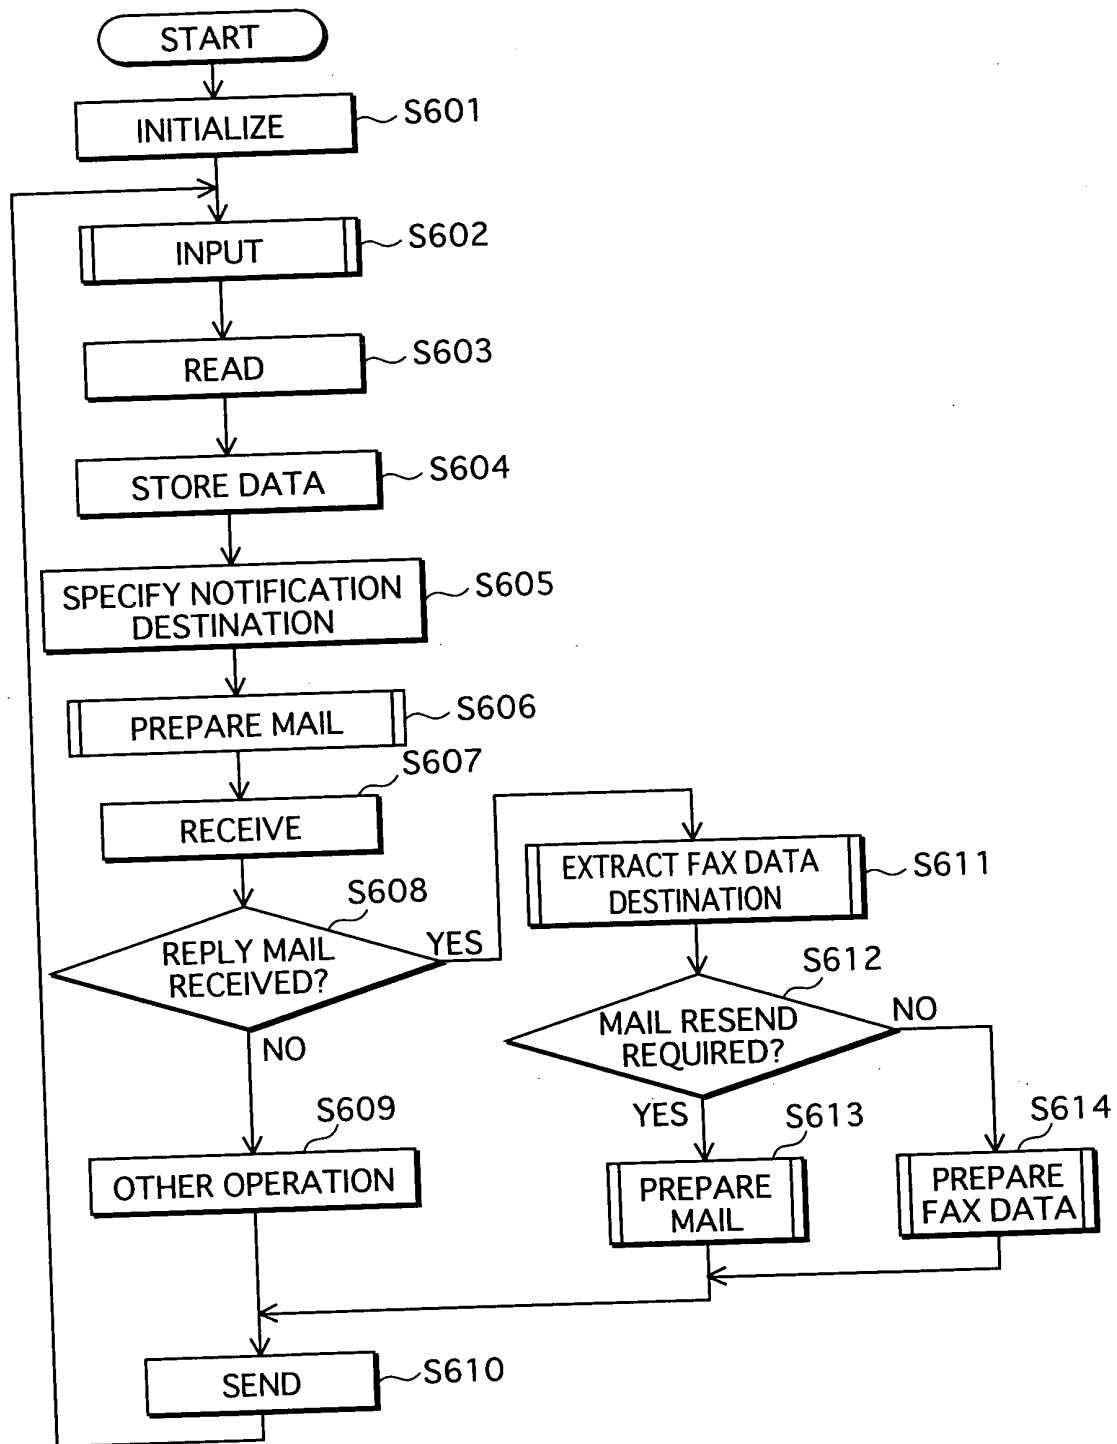 START
INITIALIZE
S601
INPUT
S602
READ
S603
STORE DATA
S604
SPECIFY NOTIFICATION
DESTINATION
S605
PREPARE MAIL
S606
RECEIVE
S607
REPLY MAIL
RECEIVED?
S608
YES
NO
OTHER OPERATION
S609
EXTRACT FAX DATA
DESTINATION
S611
MAIL RESEND
REQUIRED?
S612
NO
YES
PREPARE
MAIL
S613
PREPARE
FAX DATA
S614
SEND
S610